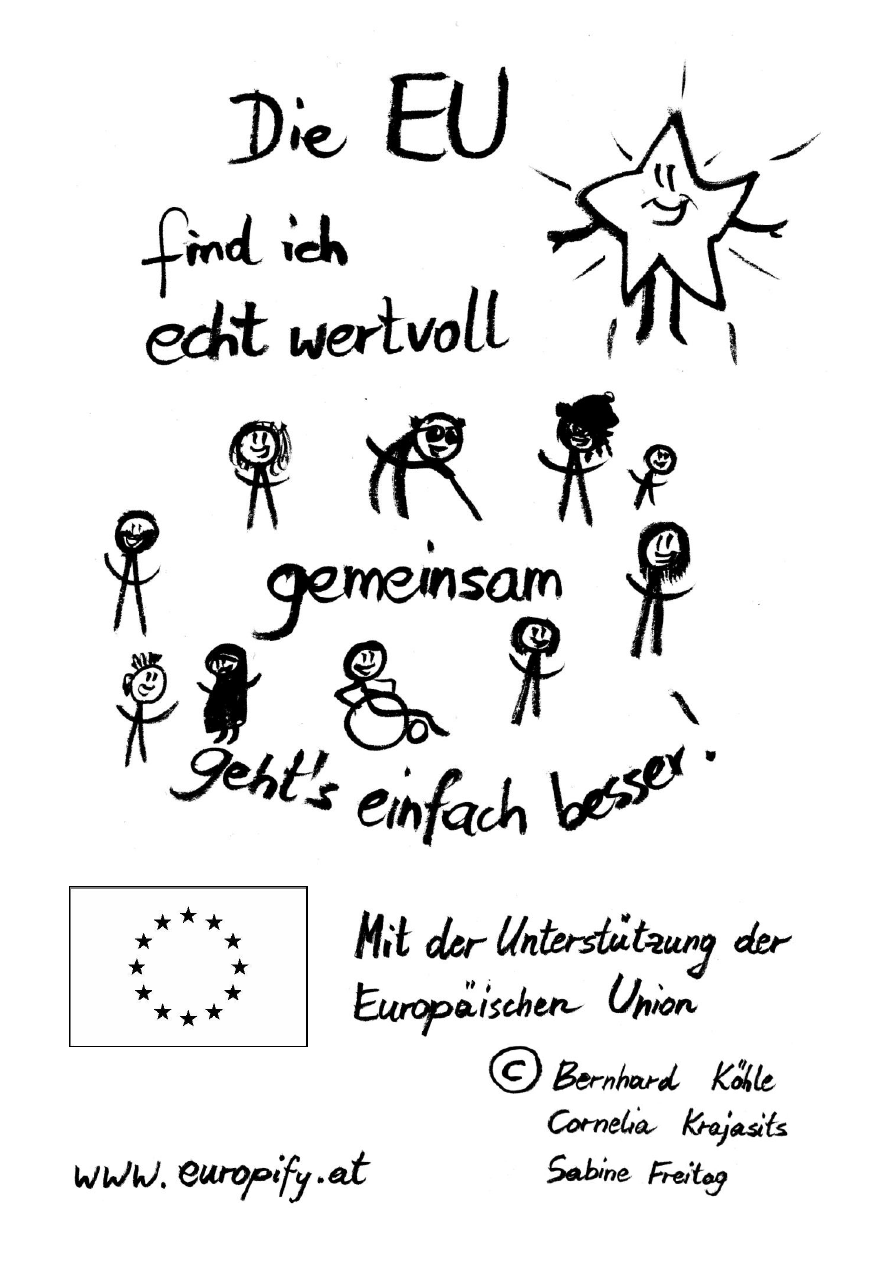 Die EU
find ich
echt wertvoll
gemeinsam
geht's einfach besser.
Mit der Unterstützung der
Europäischen Union
© Bernhard Köhle
Cornelia Krajasits
Sabine Freitag
www.europify.at